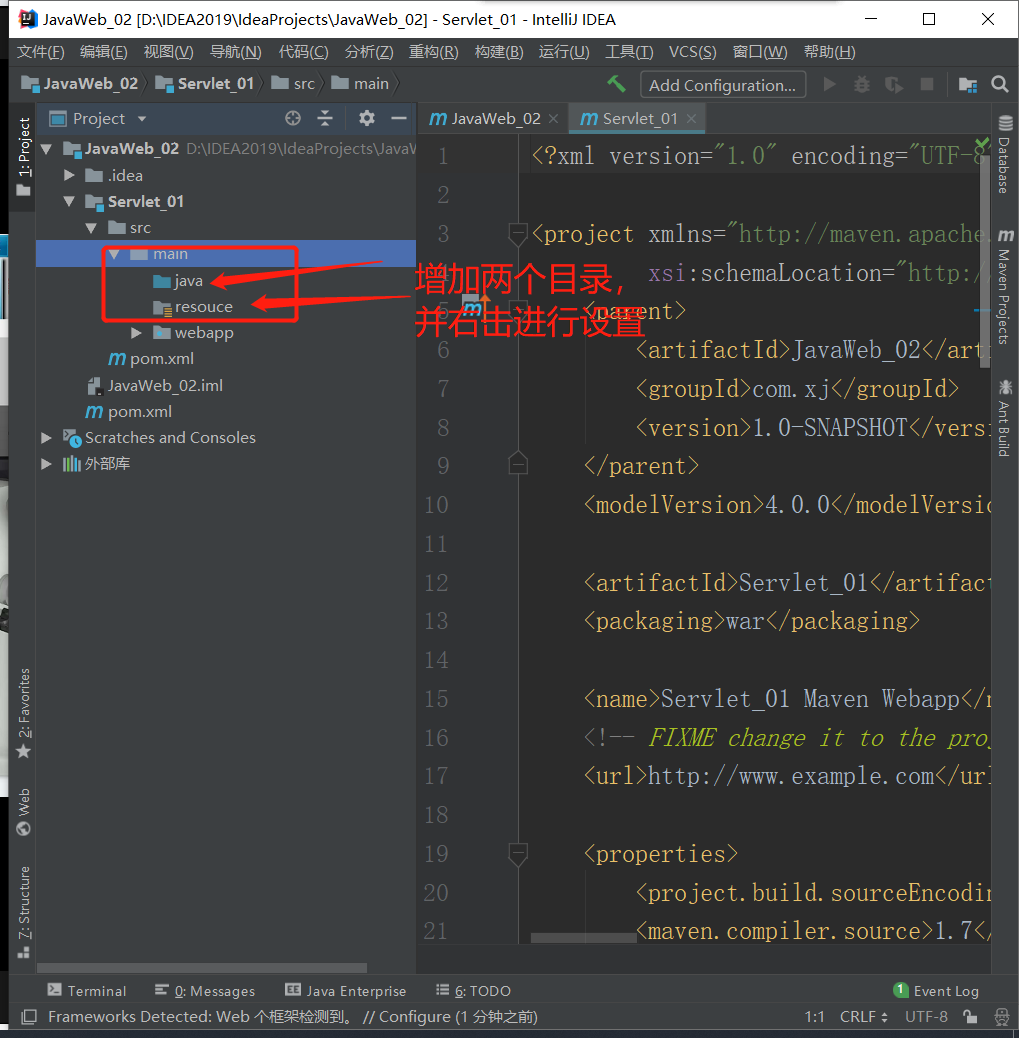 JavaWeb_02 [D:\IDEA2019\IdeaProjects\JavaWeb_02] - Servlet_01 - IntelliJ IDEA
文件(F) 编辑(E) 视图(V) 导航(N) 代码(C) 分析(Z) 重构(R) 构建(B) 运行(U) 工具(T) VCS(S) 窗口(W) 帮助(H)
JavaWeb_02 Servlet_01 src main Add Configuration...
1: Project
Project
JavaWeb_02 D:\IDEA2019\IdeaProjects\JavaW
.idea
Servlet_01
src
main
java
resouce
webapp
pom.xml
JavaWeb_02.iml
pom.xml
Scratches and Consoles
外部库
增加两个目录，
并右击进行设置
JavaWeb_02 Servlet_01
1 <?xml version="1.0" encoding="UTF-8
2
3 <project xmlns="http://maven.apache.
xsi:schemaLocation="http:/
5 <parent>
6 <artifactId>JavaWeb_02</arti
7 <groupId>com.xj</groupId>
8 <version>1.0-SNAPSHOT</versi
9 </parent>
10 <modelVersion>4.0.0</modelVersio
11
12 <artifactId>Servlet_01</artifact
13 <packaging>war</packaging>
14
15 <name>Servlet_01 Maven Webapp</n
16 <!-- FIXME change it to the proj
17 <url>http://www.example.com</url
18
19 <properties>
20 <project.build.sourceEncodin
21 <maven.compiler.source>1.7</
Database
Maven Projects
Ant Build
2: Favorites
Web
Z: Structure
Terminal 0: Messages Java Enterprise 6: TODO 1 Event Log
Frameworks Detected: Web 个框架检测到。 // Configure (1 分钟之前) 1:1 CRLF UTF-8